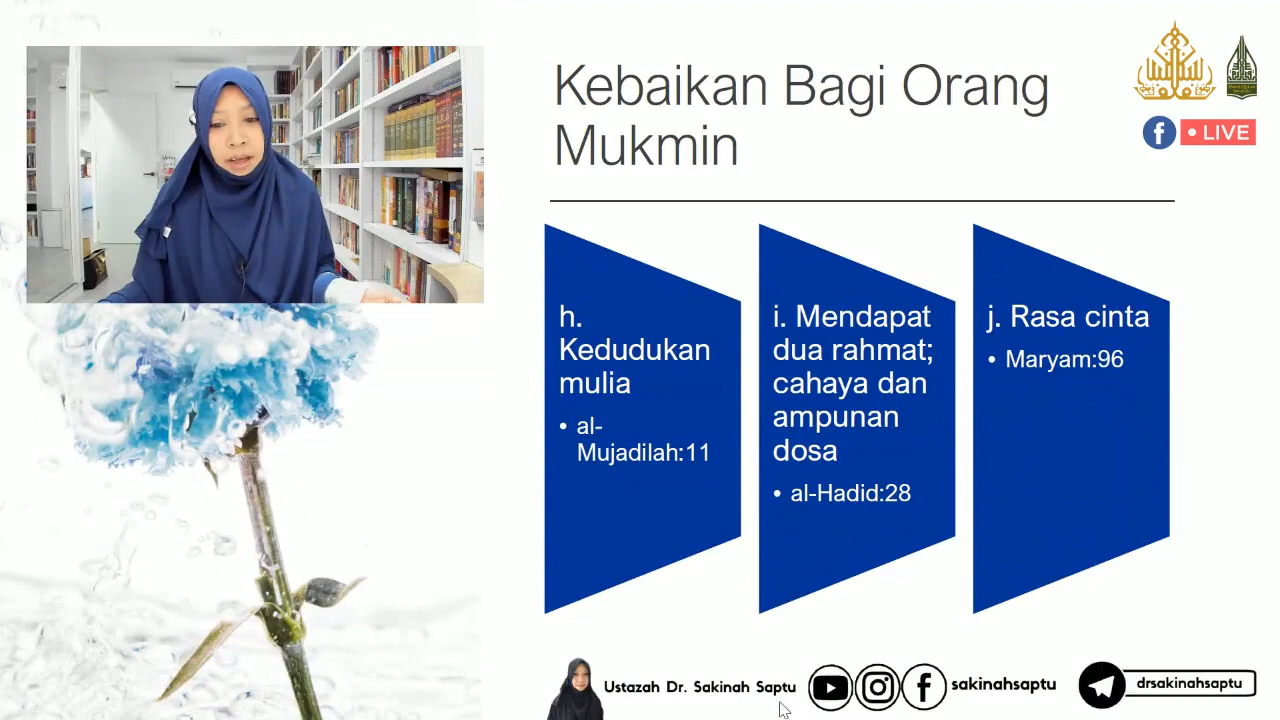 Kebaikan Bagi Orang
Mukmin
LIVE
h.
Kedudukan
mulia
• al-
Mujadilah:11
i. Mendapat
dua rahmat;
cahaya dan
ampunan
dosa
• al-Hadid:28
j. Rasa cinta
• Maryam:96
Ustazah Dr. Sakinah Saptu
sakinahsaptu
drsakinahsaptu